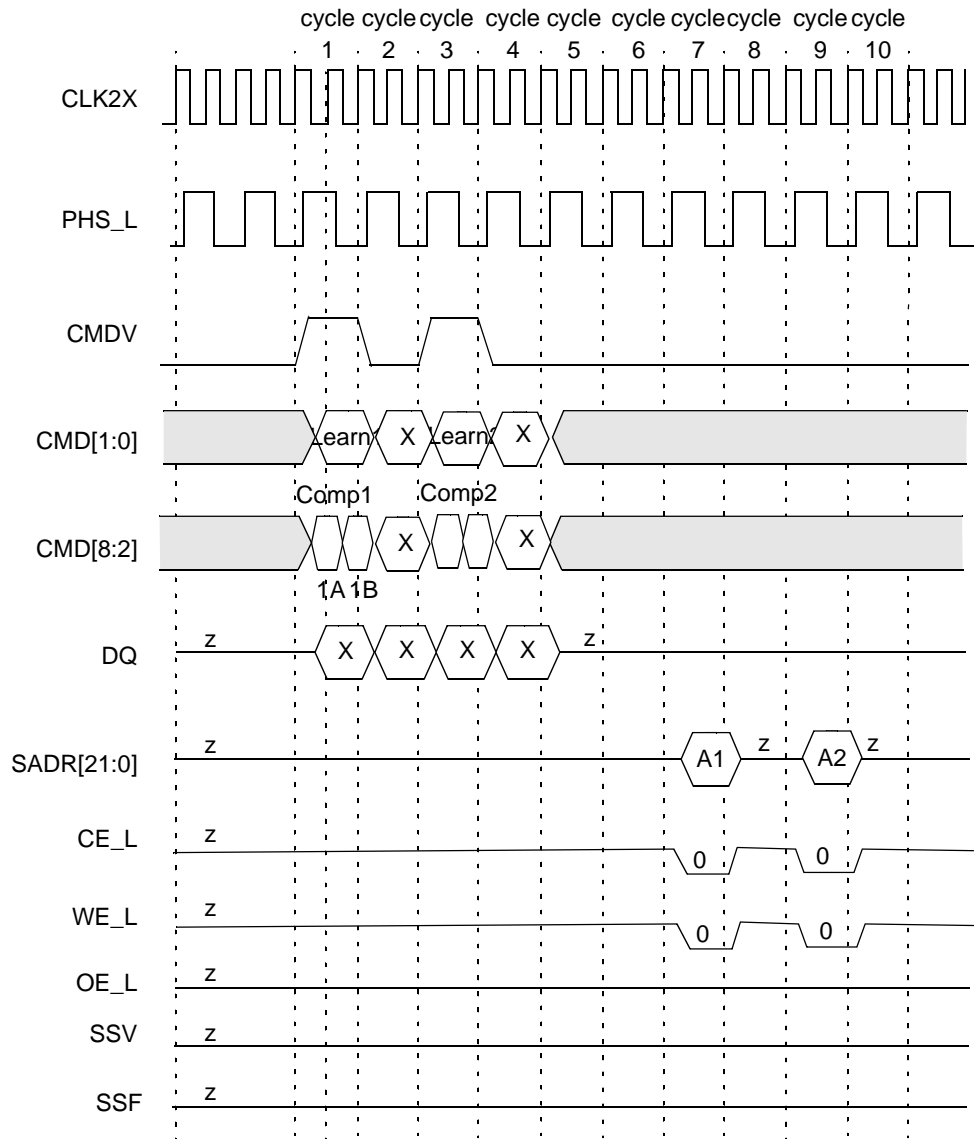 cycle cycle cycle cycle cycle cycle cycle cycle cycle cycle
1 2 3 4 5 6 7 8 9 10
CLK2X
PHS_L
CMDV
CMD[1:0] Learn1 X Learn2 X
Comp1 Comp2
CMD[8:2] X X
1A 1B
DQ z X X X X z
SADR[21:0] z A1 z A2 z
CE_L z 0 0
WE_L z 0 0
OE_L z
SSV z
SSF z